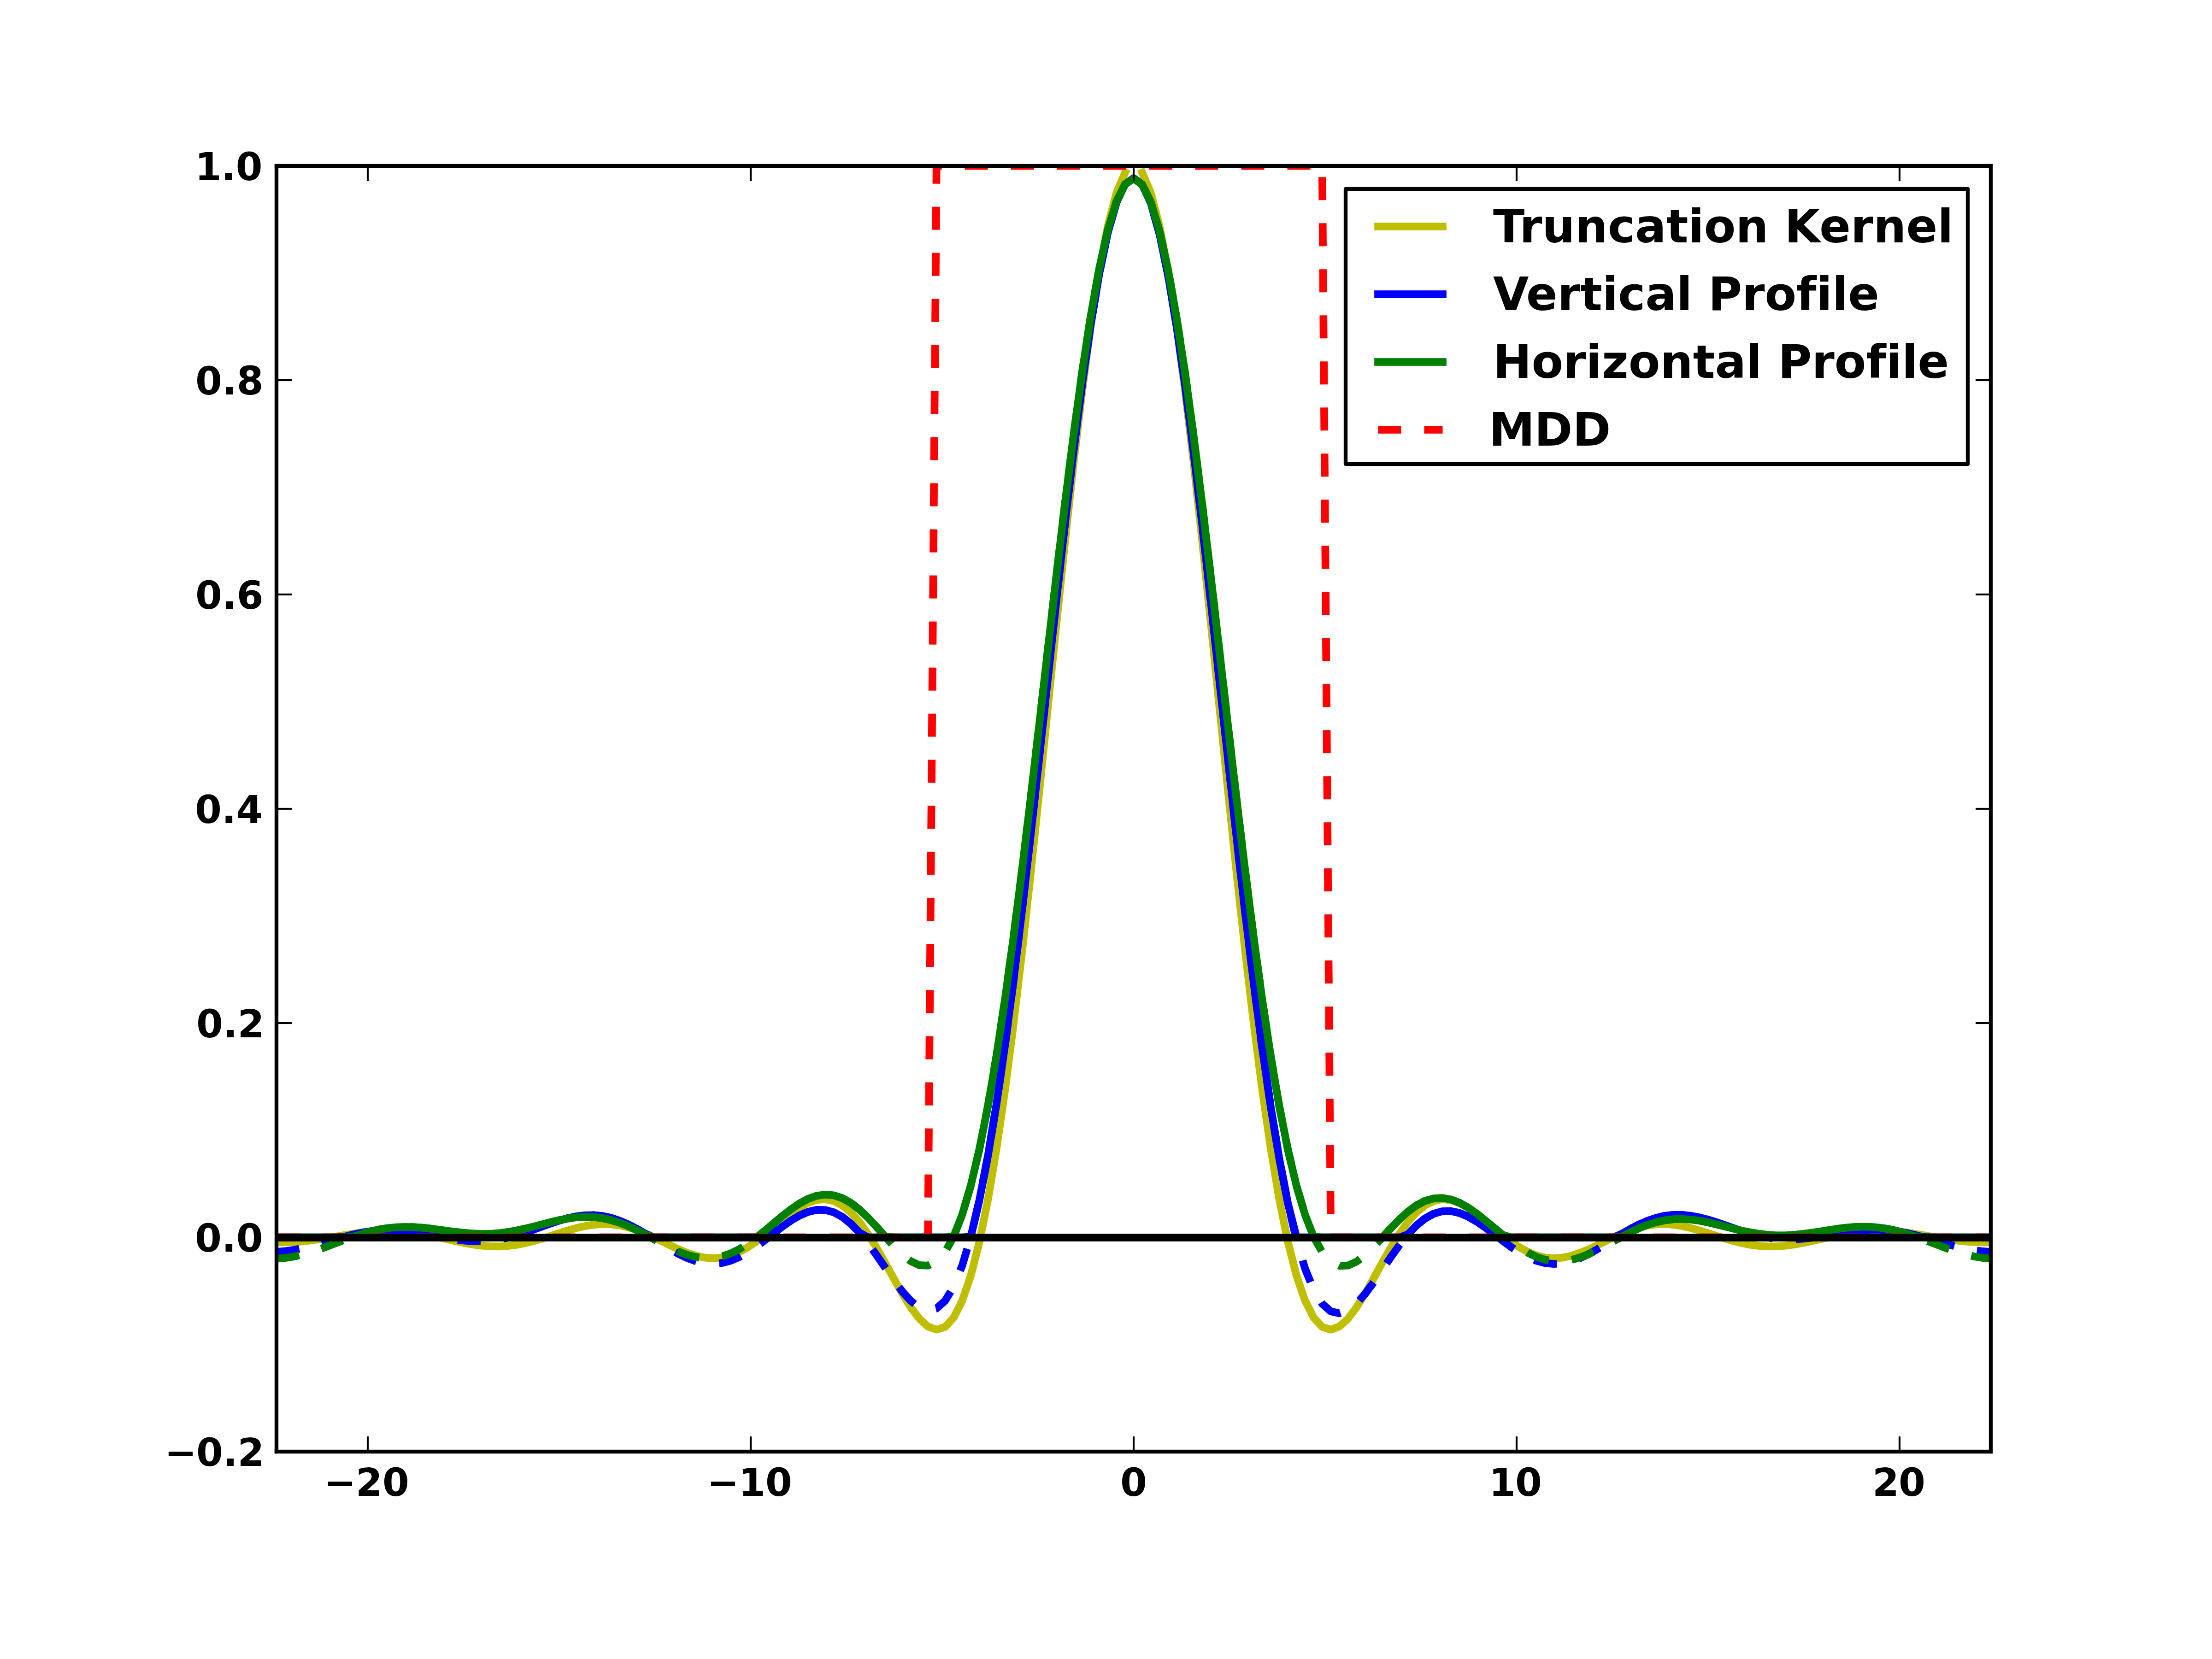 1.0
0.8
0.6
0.4
0.2
0.0
−0.2
−20 −10 0 10 20
Truncation Kernel
Vertical Profile
Horizontal Profile
MDD